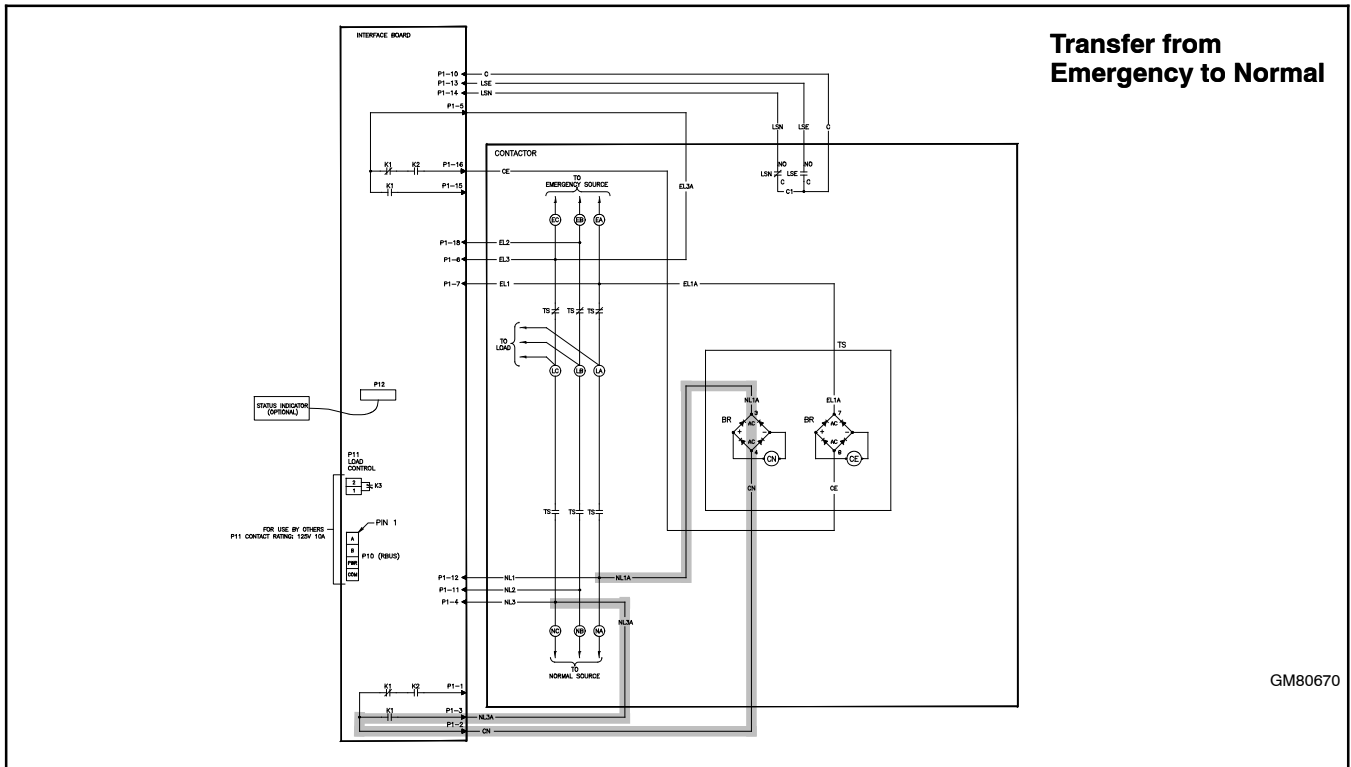 Transfer from
Emergency to Normal
INTERFACE BOARD
P1-10 C
P1-13 LSE
P1-14 LSN
P1-5
LSN LSE C
CONTACTOR
K1 K2 P1-16 CE
K1 P1-15
NO NO
LSN LSE
C C
C1
TO
EMERGENCY SOURCE
EL3A
EC EB EA
P1-18 EL2
P1-6 EL3
P1-7 EL1 EL1A
TS TS TS
TO
LOAD
TS
LC LB LA
P12
STATUS INDICATOR
(OPTIONAL)
NL1A EL1A
BR 3 BR 7
AC AC
+ - + -
AC AC
4 CN CE
CN CE
P11
LOAD
CONTROL
2
1
K3
TS TS TS
PIN 1
FOR USE BY OTHERS
P11 CONTACT RATING: 125V 10A
A
B
PWR
COM
P10 (RBUS)
P1-12 NL1 NL1A
P1-11 NL2
P1-4 NL3
NL3A
NC NB NA
TO
NORMAL SOURCE
GM80670
K1 K2 P1-1
K1 P1-3 NL3A
P1-2 CN